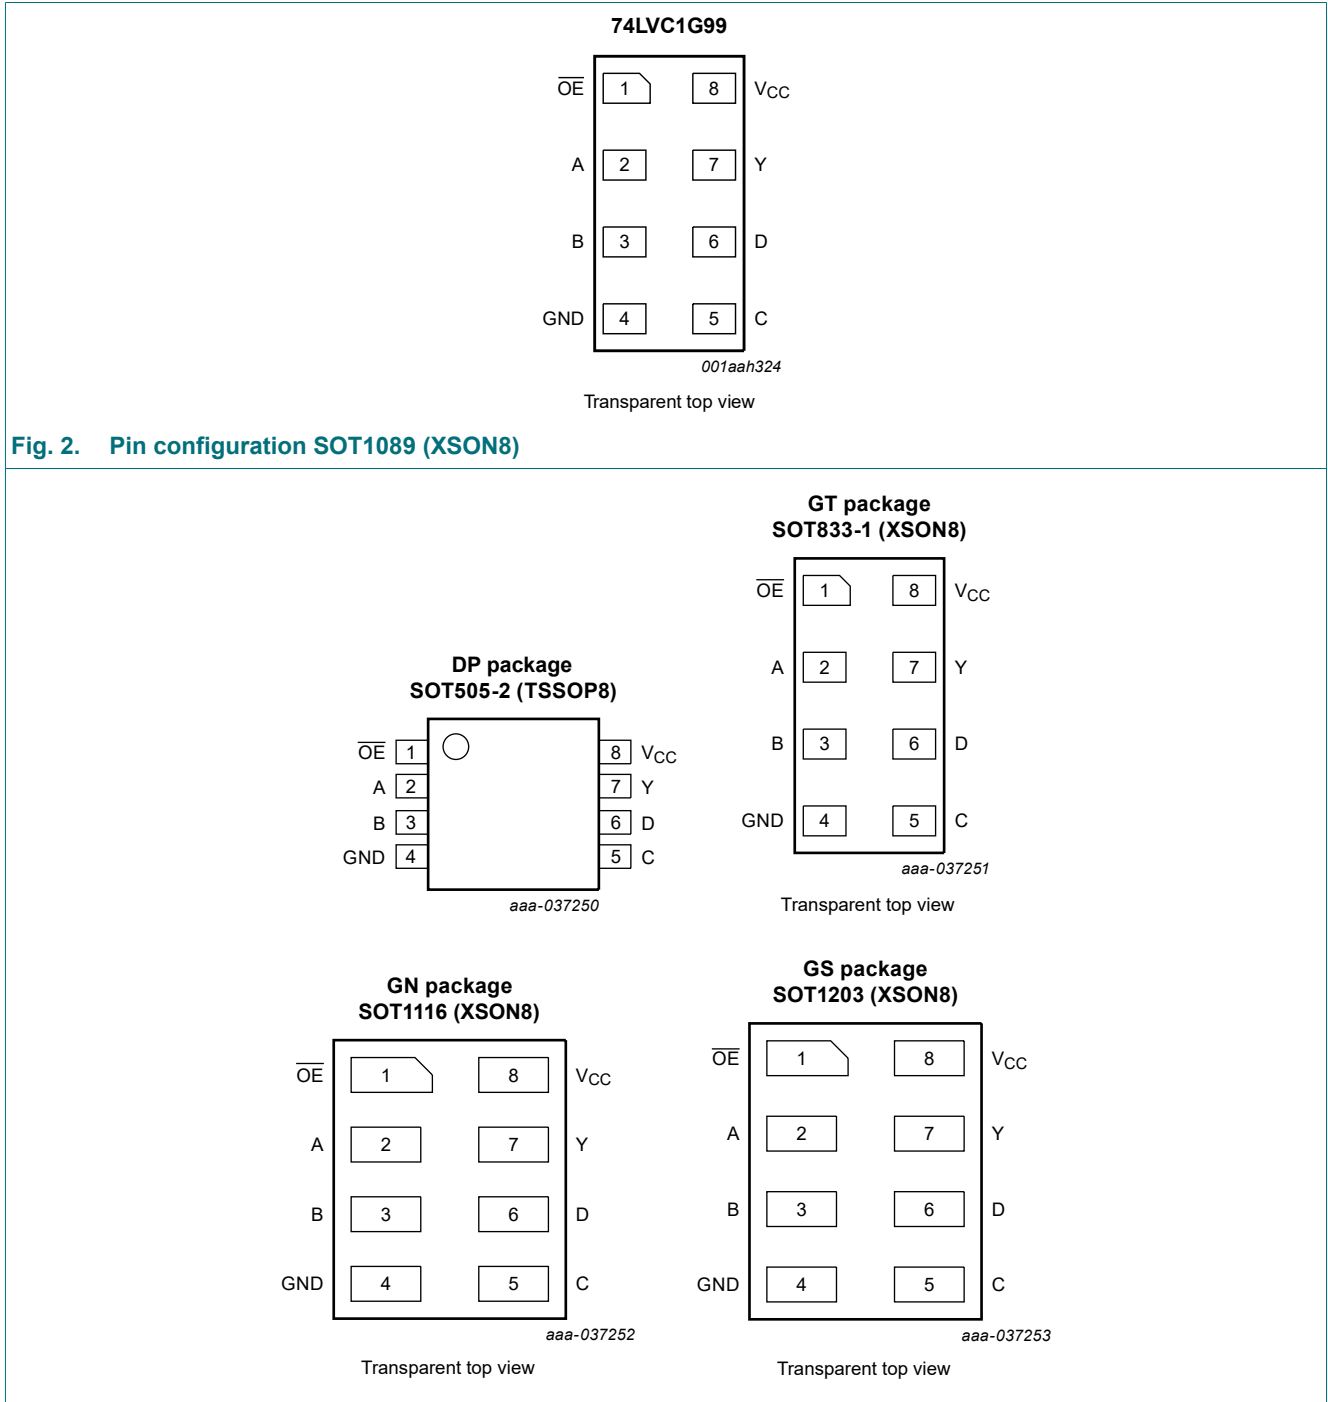 74LVC1G99
OE 1 8 VCC
A 2 7 Y
B 3 6 D
GND 4 5 C
001aah324
Transparent top view
Fig. 2. Pin configuration SOT1089 (XSON8)
GT package
SOT833-1 (XSON8)
OE 1 8 VCC
A 2 7 Y
B 3 6 D
GND 4 5 C
aaa-037251
Transparent top view
DP package
SOT505-2 (TSSOP8)
OE 1 8 VCC
A 2 7 Y
B 3 6 D
GND 4 5 C
aaa-037250
GN package
SOT1116 (XSON8)
OE 1 8 VCC
A 2 7 Y
B 3 6 D
GND 4 5 C
aaa-037252
Transparent top view
GS package
SOT1203 (XSON8)
OE 1 8 VCC
A 2 7 Y
B 3 6 D
GND 4 5 C
aaa-037253
Transparent top view